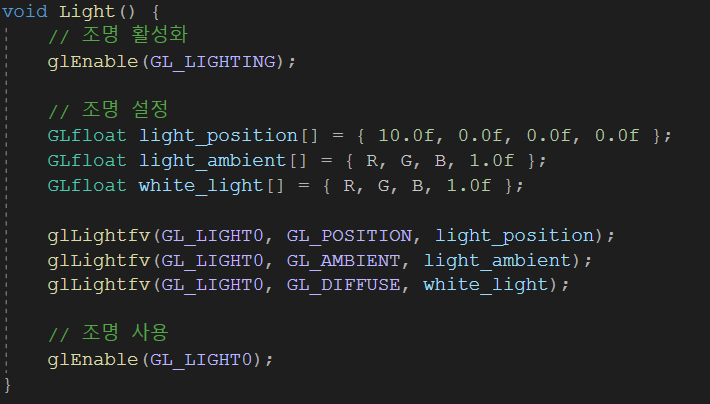 void Light() {
// 조명 활성화
glEnable(GL_LIGHTING);
// 조명 설정
GLfloat light_position[] = { 10.0f, 0.0f, 0.0f, 0.0f };
GLfloat light_ambient[] = { R, G, B, 1.0f };
GLfloat white_light[] = { R, G, B, 1.0f };
glLightfv(GL_LIGHT0, GL_POSITION, light_position);
glLightfv(GL_LIGHT0, GL_AMBIENT, light_ambient);
glLightfv(GL_LIGHT0, GL_DIFFUSE, white_light);
// 조명 사용
glEnable(GL_LIGHT0);
}